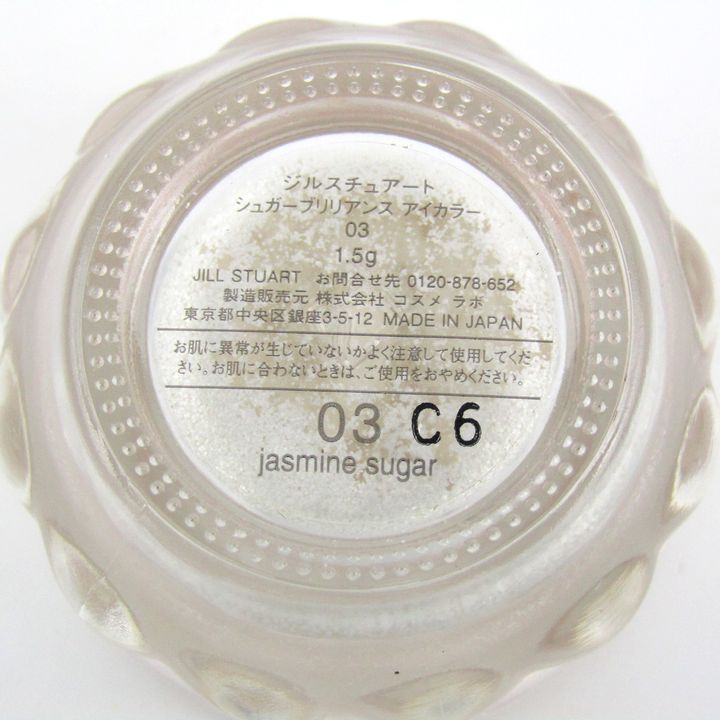 ジルスチュアート
シュガーブリリアンス アイカラー
03
1.5g
JILL STUART お問合せ先 0120-878-652
製造販売元 株式会社 コスメ ラボ
東京都中央区銀座3-5-12 MADE IN JAPAN
お肌に異常が生じていないかよく注意して使用してくだ
さい。お肌に合わないときは、ご使用をおやめください。
03 C6
jasmine sugar